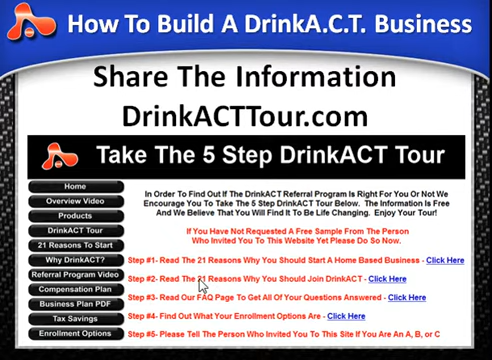 How To Build A DrinkA.C.T. Business
Share The Information
DrinkACTTour.com
Take The 5 Step DrinkACT Tour
Home
Overview Video
Products
DrinkACT Tour
21 Reasons To Start
Why DrinkACT?
Referral Program Video
Compensation Plan
Business Plan PDF
Tax Savings
Enrollment Options
In Order To Find Out If The DrinkACT Referral Program Is Right For You Or Not We
Encourage You To Take The 5 Step DrinkACT Tour Below. The Information Is Free
And We Believe That You Will Find It To Be Life Changing. Enjoy Your Tour!
If You Have Not Requested A Free Sample From The Person
Who Invited You To This Website Yet Please Do So Now.
Step #1- Read The 21 Reasons Why You Should Start A Home Based Business - Click Here
Step #2- Read The 21 Reasons Why You Should Join DrinkACT - Click Here
Step #3- Read Our FAQ Page To Get All Of Your Questions Answered - Click Here
Step #4- Find Out What Your Enrollment Options Are - Click Here
Step #5- Please Tell The Person Who Invited You To This Site If You Are An A, B, or C